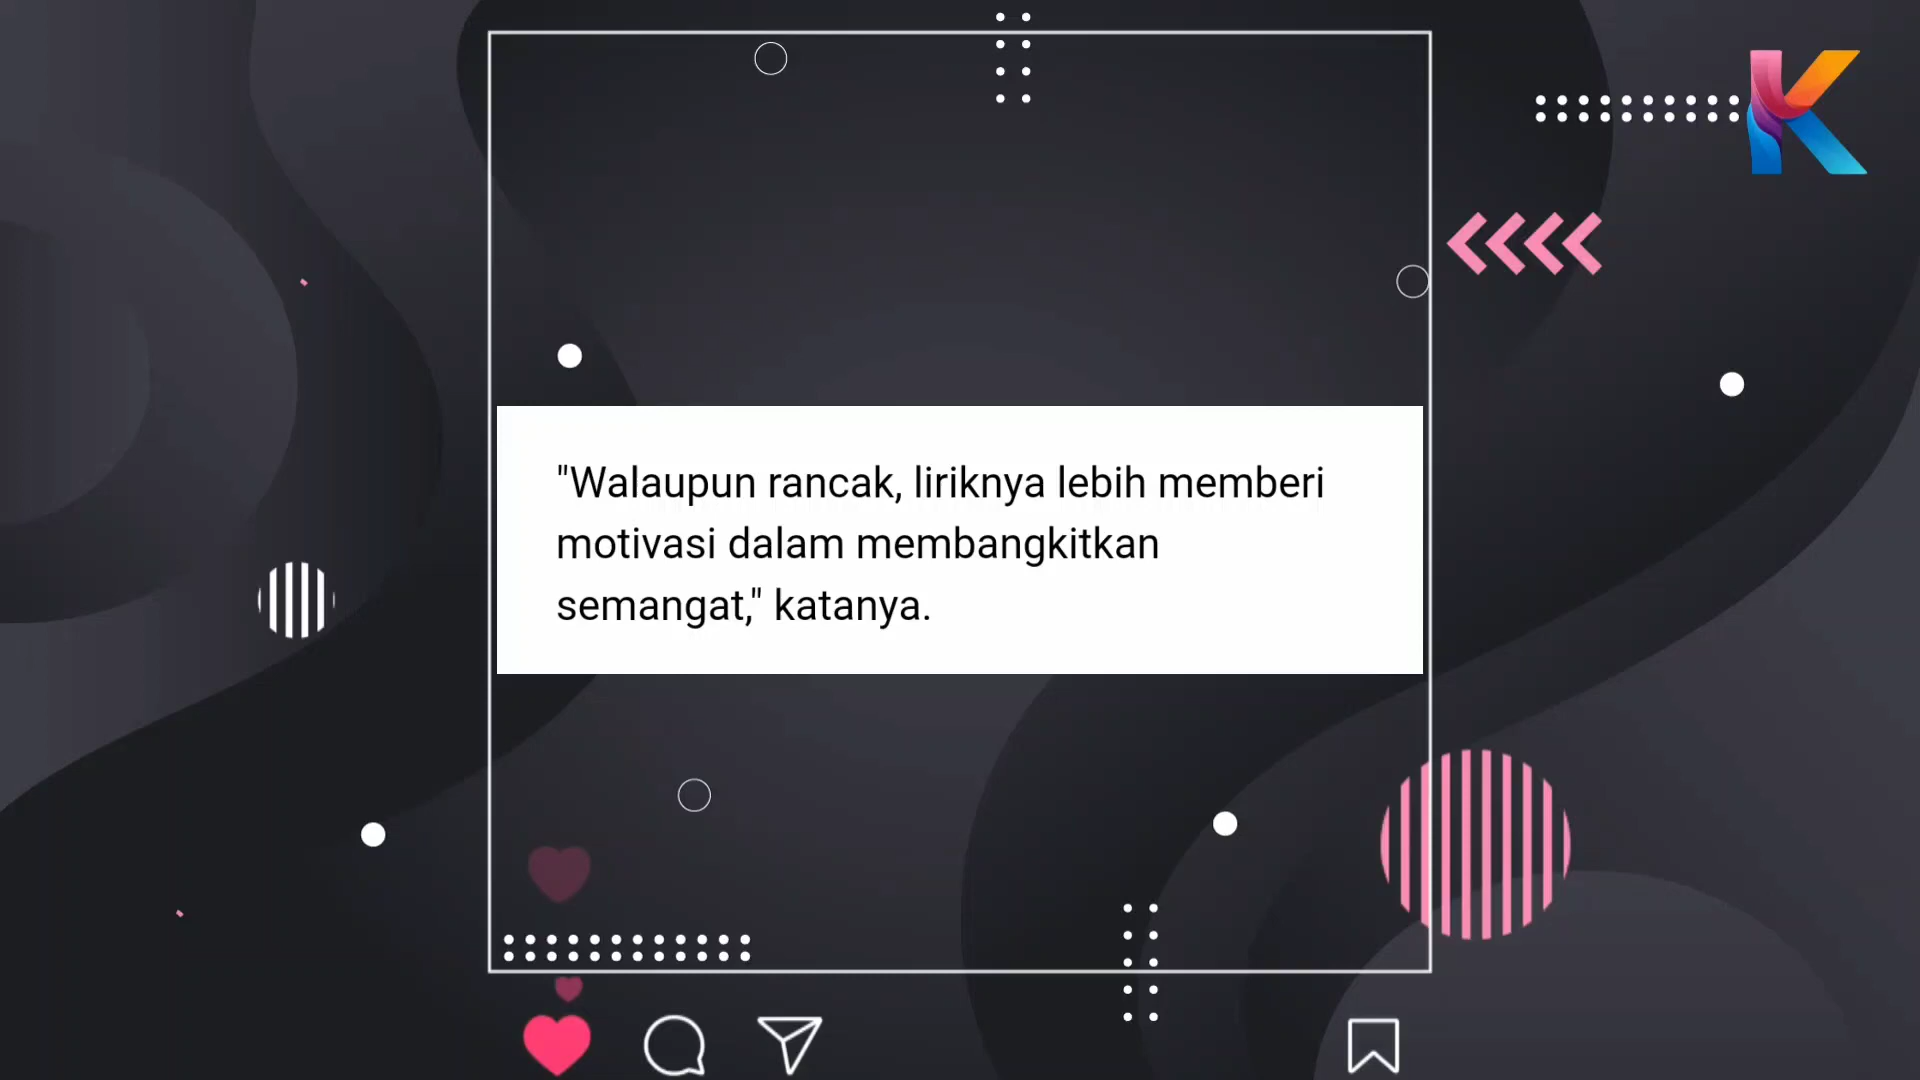 "Walaupun rancak, liriknya lebih memberi
motivasi dalam membangkitkan
semangat," katanya.